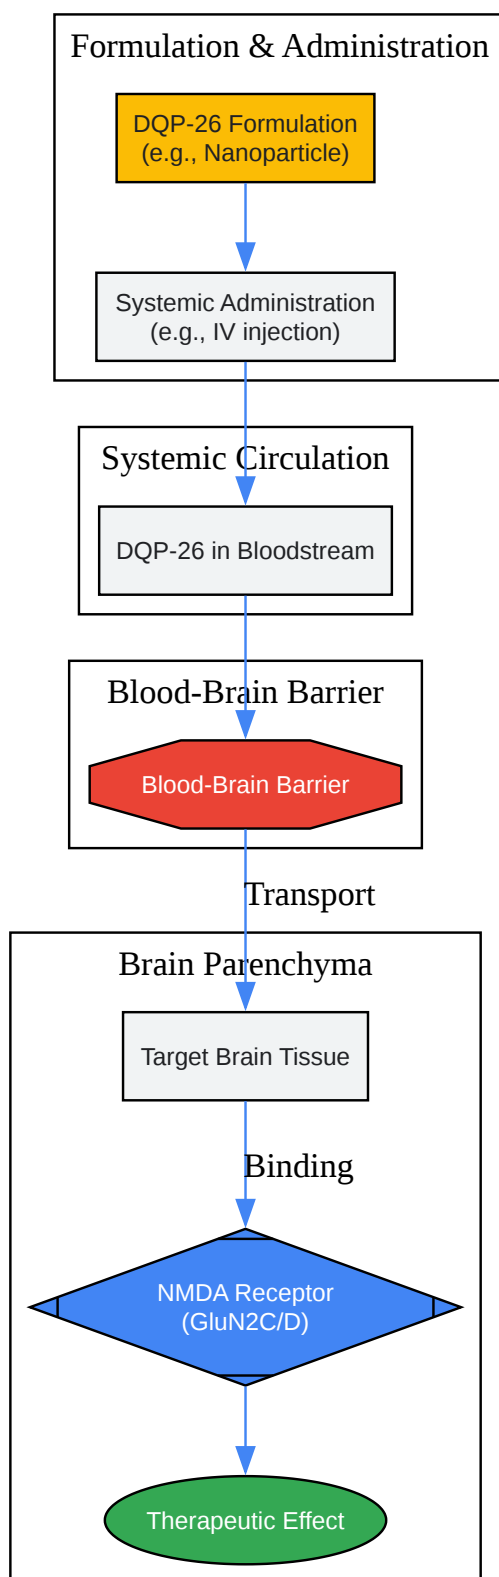 Formulation & Administration
DQP-26 Formulation
(e.g., Nanoparticle)
Systemic Administration
(e.g., IV injection)
Systemic Circulation
DQP-26 in Bloodstream
Blood-Brain Barrier
Blood-Brain Barrier
Transport
Brain Parenchyma
Target Brain Tissue
Binding
NMDA Receptor
(GluN2C/D)
Therapeutic Effect